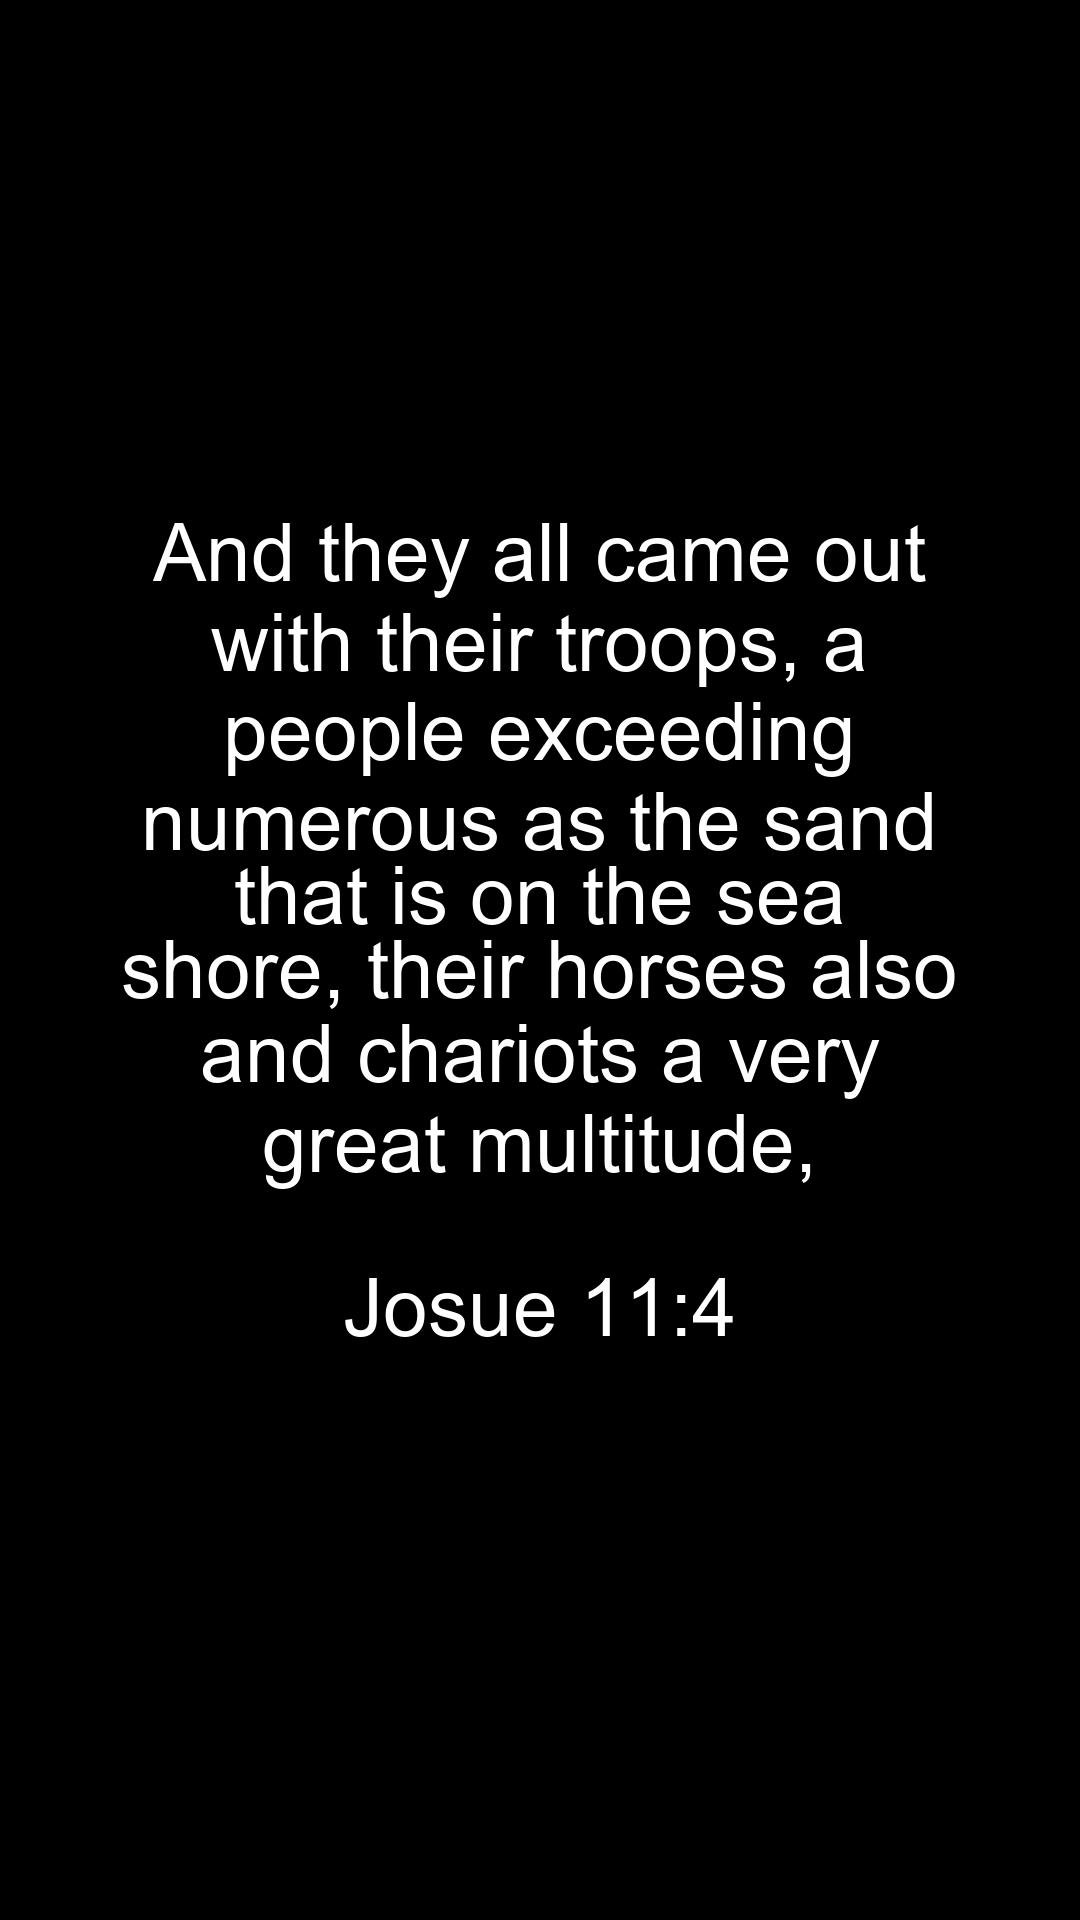 And they all came out
with their troops, a
people exceeding
numerous as the sand
that is on the sea
shore, their horses also
and chariots a very
great multitude,
Josue 11:4